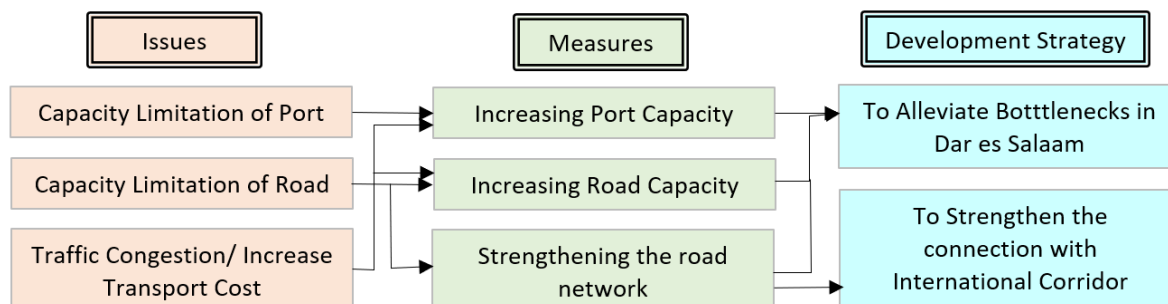 Issues
Measures
Development Strategy
Capacity Limitation of Port
Increasing Port Capacity
To Alleviate Botttlenecks in
Dar es Salaam
Capacity Limitation of Road
Increasing Road Capacity
Traffic Congestion/ Increase
Transport Cost
Strengthening the road
network
To Strengthen the
connection with
International Corridor